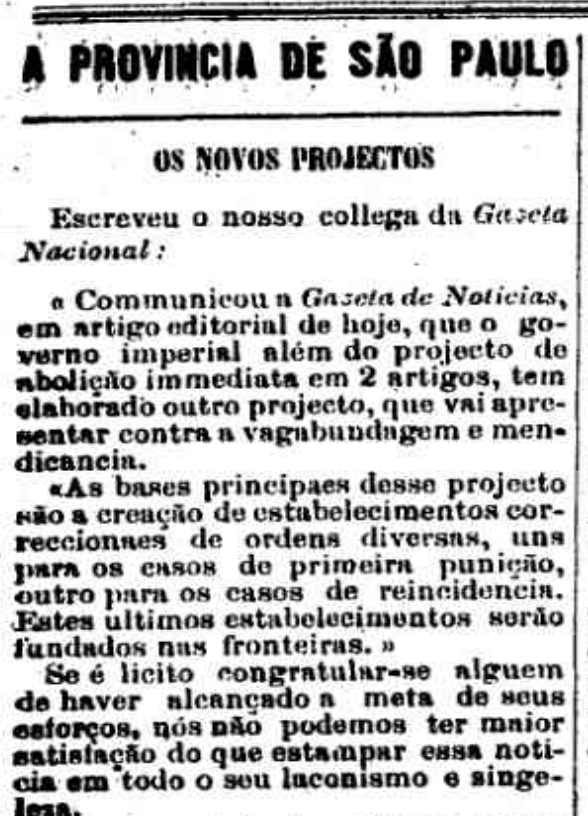 A PROVINCIA DE SÃO PAULO
OS NOVOS PROJECTOS
Escreveu o nosso collega da Gazeta
Nacional:
« Communicou a Gazeta de Noticias,
em artigo editorial de hoje, que o go-
verno imperial além do projecto de
abolição immediata em 2 artigos, tem
elaborado outro projecto, que vai apre-
sentar contra a vagabundagem e men-
dicancia.
«As bases principaes desse projecto
são a creação de estabelecimentos cor-
reccionaes de ordens diversas, uns
para os casos de primeira punição,
outro para os casos de reincidencia.
Estes ultimos estabelecimentos serão
fundados nas fronteiras. »
Se é licito congratular-se alguem
de haver alcançado a meta de seus
esforços, nós não podemos ter maior
satisfação do que estampar essa noti-
cia em todo o seu laconismo e singe-
leza.